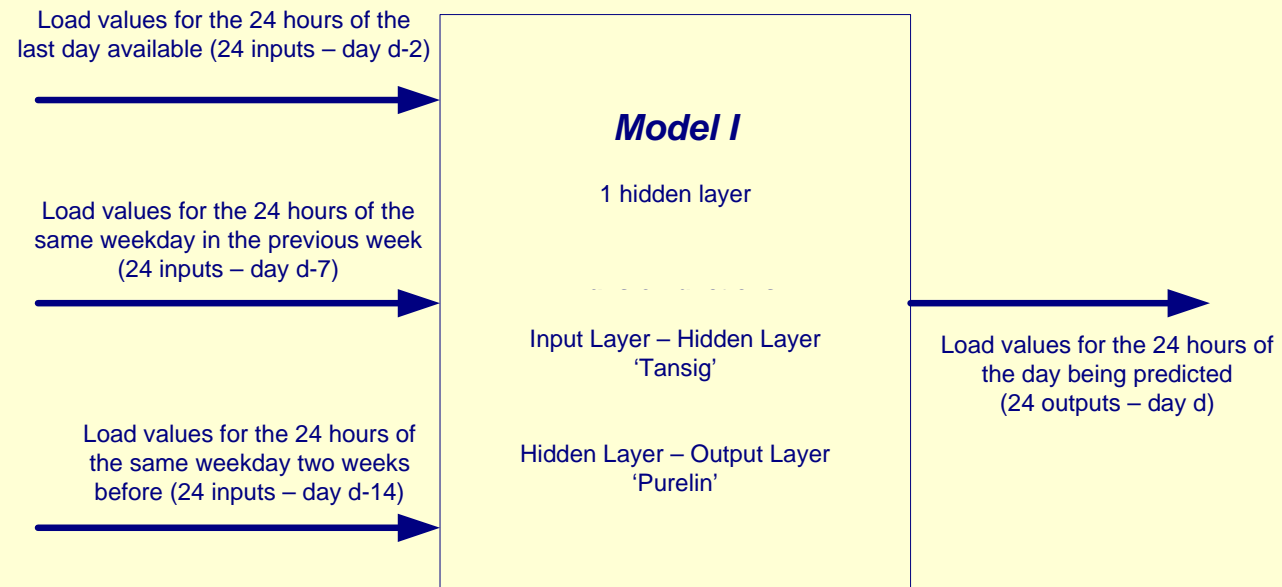 Load values for the 24 hours of the
last day available (24 inputs – day d-2)
Load values for the 24 hours of the
same weekday in the previous week
(24 inputs – day d-7)
Load values for the 24 hours of
the same weekday two weeks
before (24 inputs – day d-14)
Model I
1 hidden layer
Input Layer – Hidden Layer
‘Tansig’
Hidden Layer – Output Layer
‘Purelin’
Load values for the 24 hours of
the day being predicted
(24 outputs – day d)